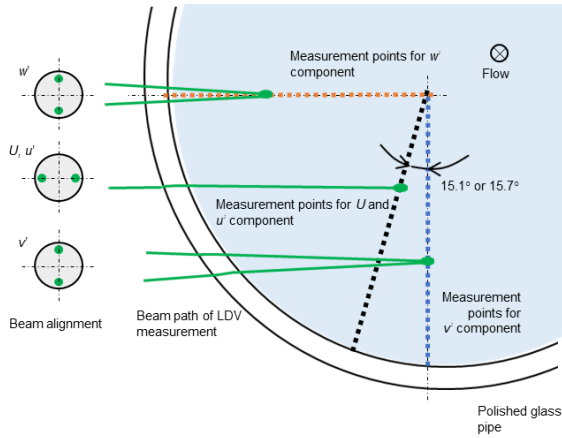 w'
Measurement points for w'
component
Flow
U, u'
15.1° or 15.7°
Measurement points for U and
u' component
v'
Measurement
points for
v' component
Beam alignment
Beam path of LDV
measurement
Polished glass
pipe